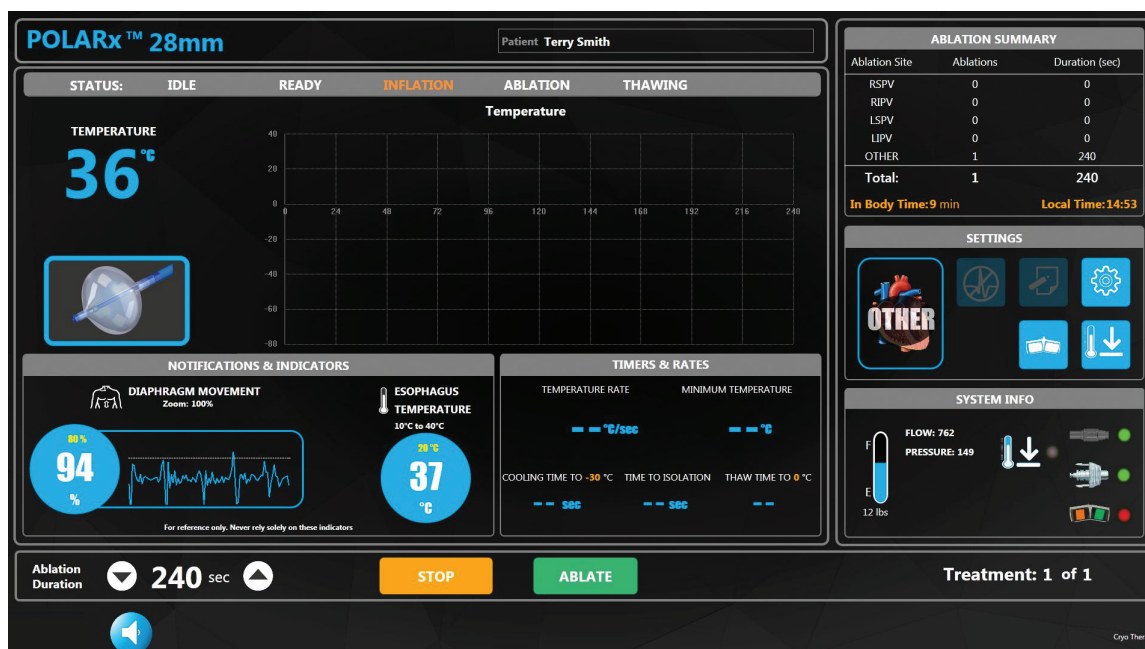 POLARx™ 28mm
Patient Terry Smith
STATUS: IDLE READY INFLATION ABLATION THAWING
TEMPERATURE
36 °C
Temperature
40
20
0
0 24 48 72 96 120 144 168 192 216 240
-20
-40
-60
-80
NOTIFICATIONS & INDICATORS
DIAPHRAGM MOVEMENT
Zoom: 100%
80 %
94
%
ESOPHAGUS
TEMPERATURE
10°C to 40°C
20 °C
37
°C
For reference only. Never rely solely on these indicators
TIMERS & RATES
TEMPERATURE RATE MINIMUM TEMPERATURE
– – °C/sec – – °C
COOLING TIME TO -30 °C TIME TO ISOLATION THAW TIME TO 0 °C
– – sec – – sec – –
ABLATION SUMMARY
Ablation Site Ablations Duration (sec)
RSPV 0 0
RIPV 0 0
LSPV 0 0
LIPV 0 0
OTHER 1 240
Total: 1 240
In Body Time:9 min Local Time:14:53
SETTINGS
OTHER
SYSTEM INFO
F
E
12 lbs
FLOW: 762
PRESSURE: 149
Ablation
Duration
240 sec
STOP
ABLATE
Treatment: 1 of 1
Cryo Ther